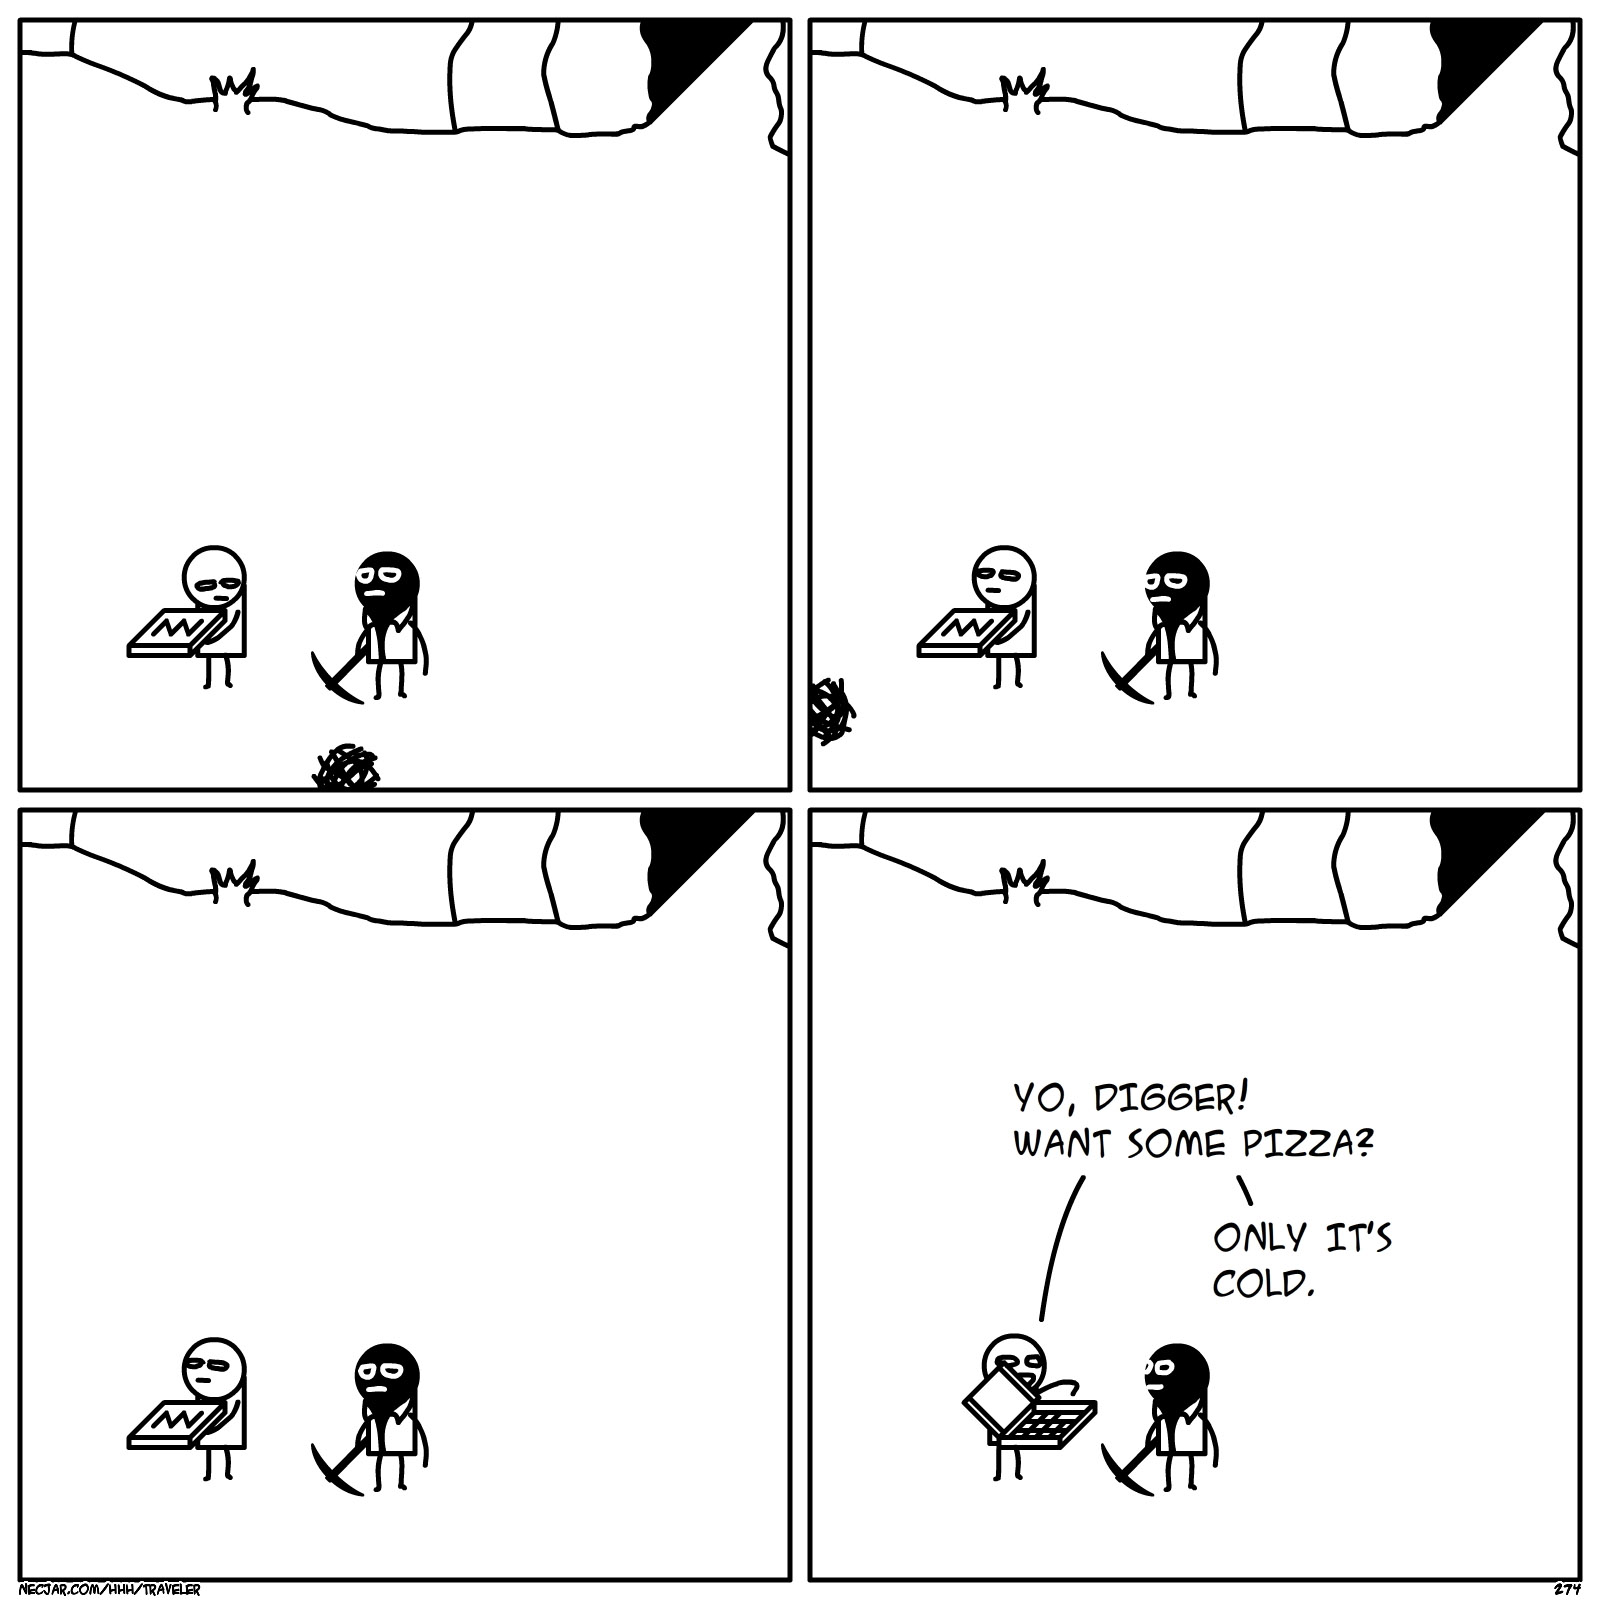 YO, DIGGER!
WANT SOME PIZZA?
ONLY IT'S
COLD.
NECJAR.COM/HHH/TRAVELER
274